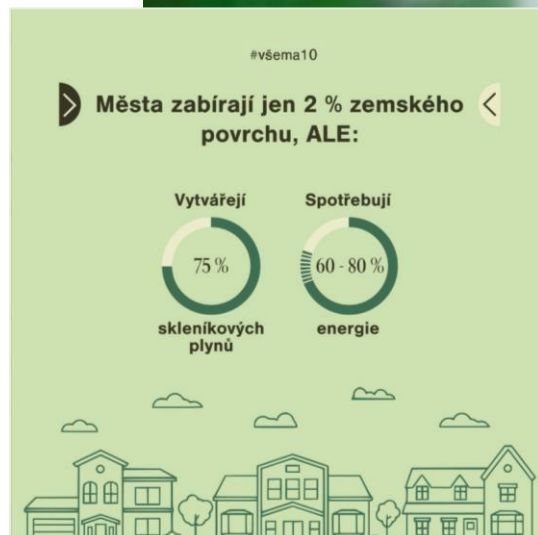 #všema10
Města zabírají jen 2 % zemského
povrchu, ALE:
Vytvářejí
75 %
skleníkových
plynů
Spotřebují
60 - 80 %
energie